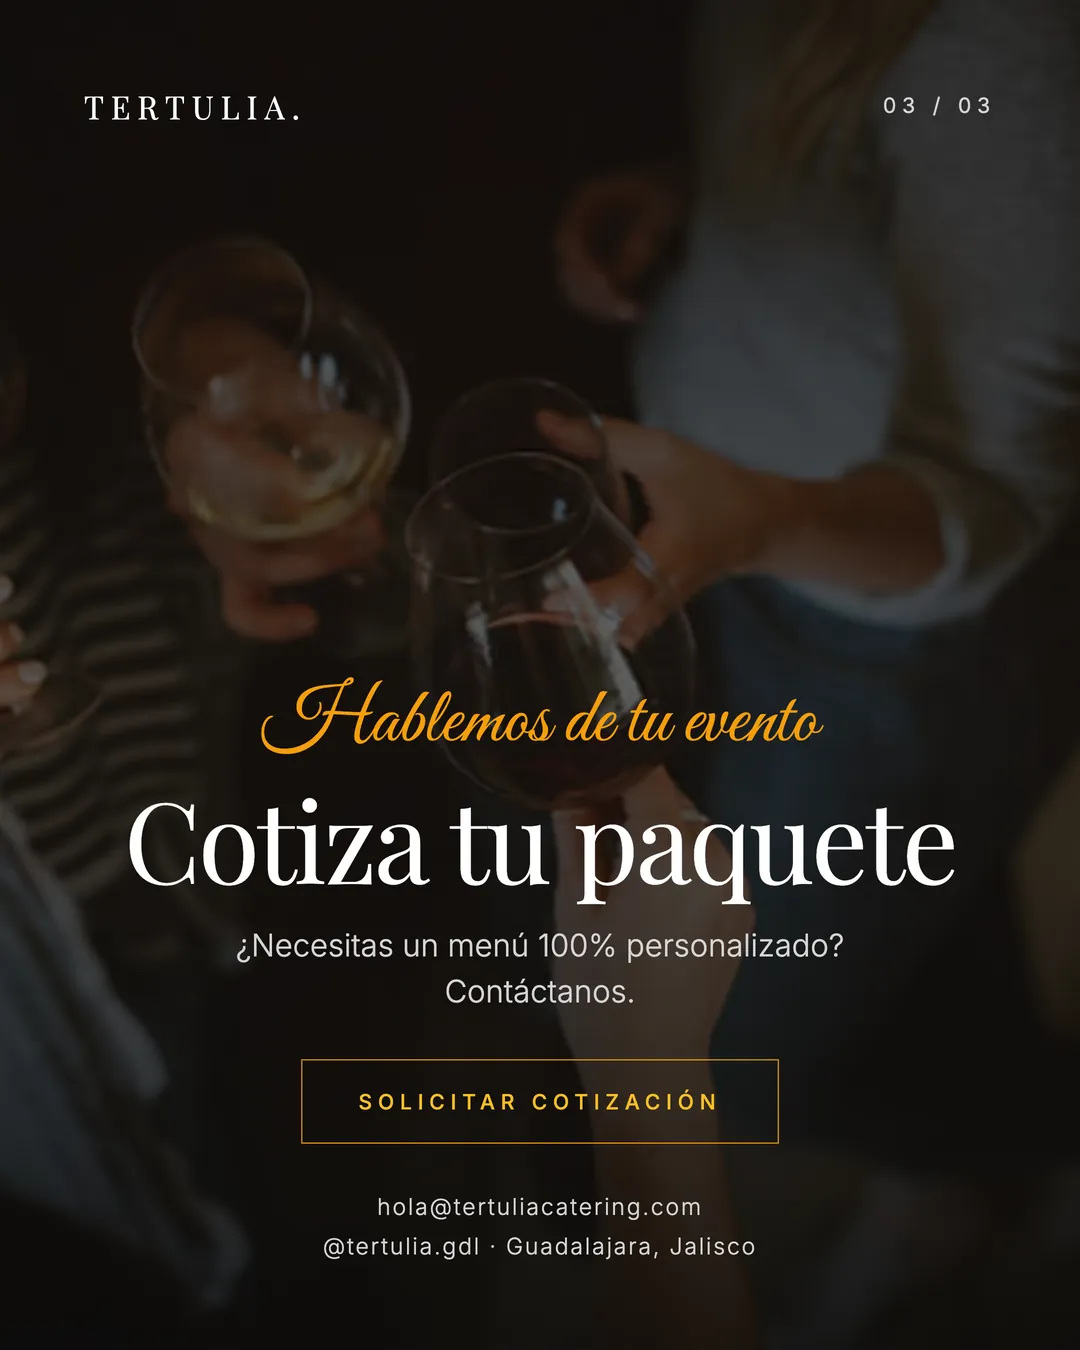 TERTULIA.
03 / 03
Hablemos de tu evento
Cotiza tu paquete
¿Necesitas un menú 100% personalizado?
Contáctanos.
SOLICITAR COTIZACIÓN
hola@tertuliacatering.com
@tertulia.gdl · Guadalajara, Jalisco